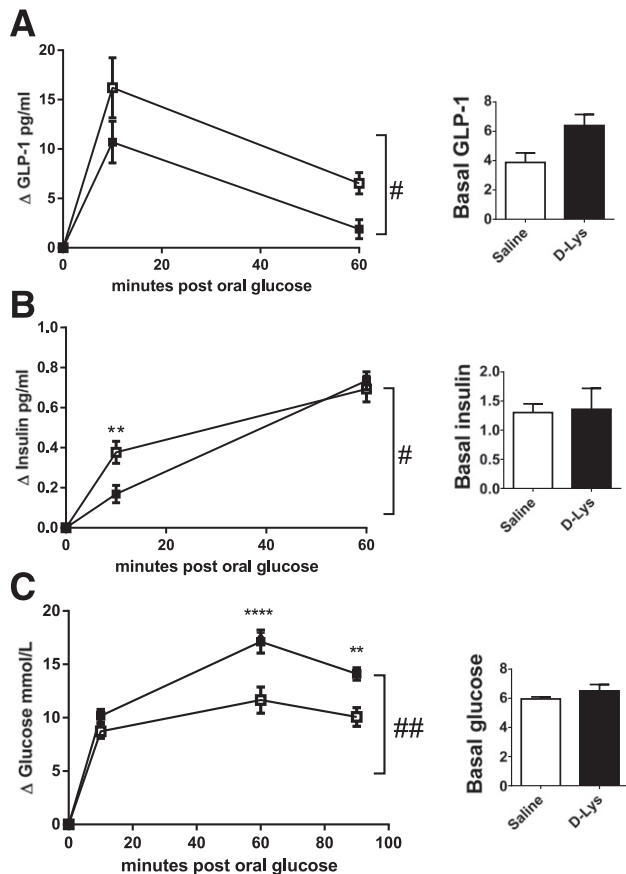 A
Δ GLP-1 pg/ml
20
15
10
5
0
0 20 40 60
minutes post oral glucose
#
Basal GLP-1
8
6
4
2
0
Saline
D-Lys
B
Δ Insulin pg/ml
1.0
0.8
0.6
0.4
0.2
0.0
0 20 40 60
minutes post oral glucose
**
#
Basal insulin
2.0
1.5
1.0
0.5
0.0
Saline
D-Lys
C
Δ Glucose mmol/L
20
15
10
5
0
0 20 40 60 80 100
minutes post oral glucose
****
**
##
Basal glucose
8
6
4
2
0
Saline
D-Lys